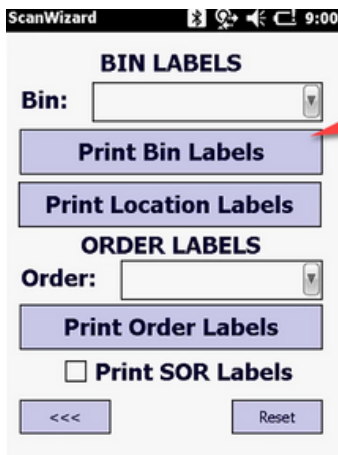 ScanWizard 9:00
BIN LABELS
Bin:
Print Bin Labels
Print Location Labels
ORDER LABELS
Order:
Print Order Labels
Print SOR Labels
<<< Reset